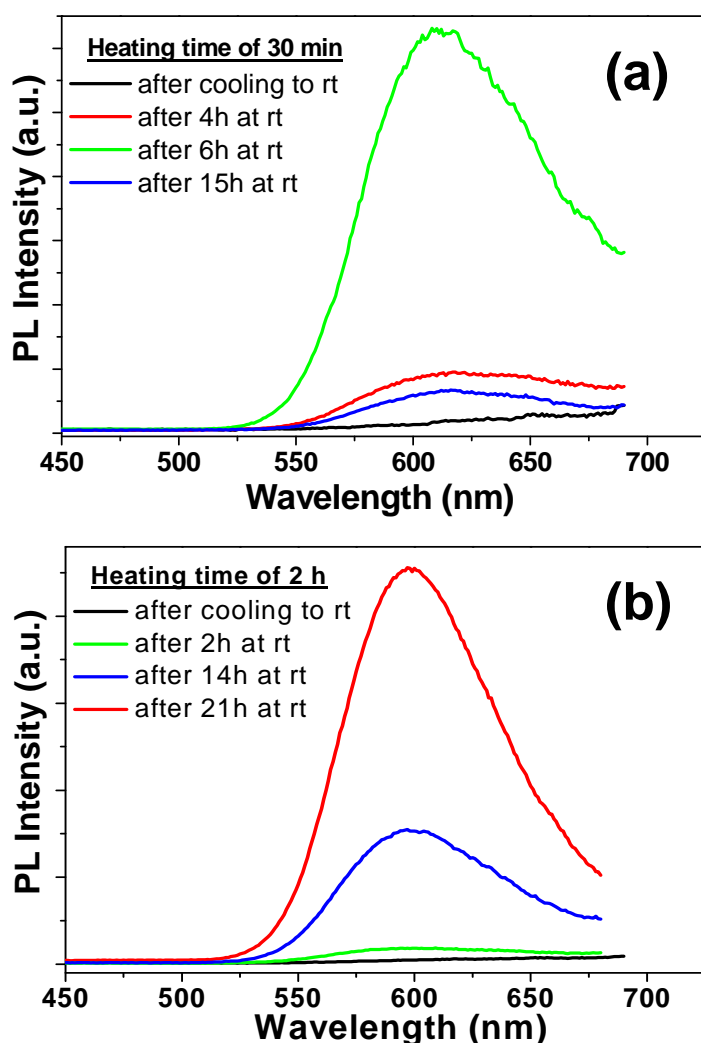 Heating time of 30 min
(a)
after cooling to rt
after 4h at rt
after 6h at rt
after 15h at rt
PL Intensity (a.u.)
450 500 550 600 650 700
Wavelength (nm)
Heating time of 2 h
(b)
after cooling to rt
after 2h at rt
after 14h at rt
after 21h at rt
PL Intensity (a.u.)
450 500 550 600 650 700
Wavelength (nm)